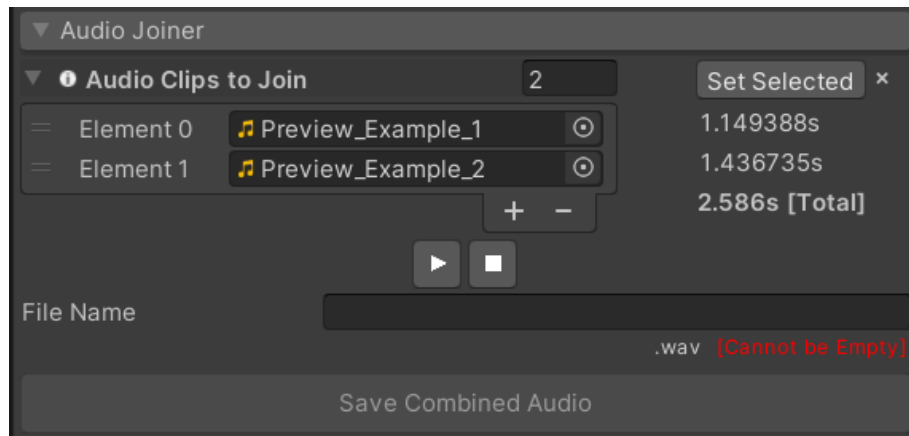 Audio Joiner
Audio Clips to Join 2 Set Selected ×
Element 0 Preview_Example_1 1.149388s
Element 1 Preview_Example_2 1.436735s
2.586s [Total]
+ −
File Name
.wav [Cannot be Empty]
Save Combined Audio